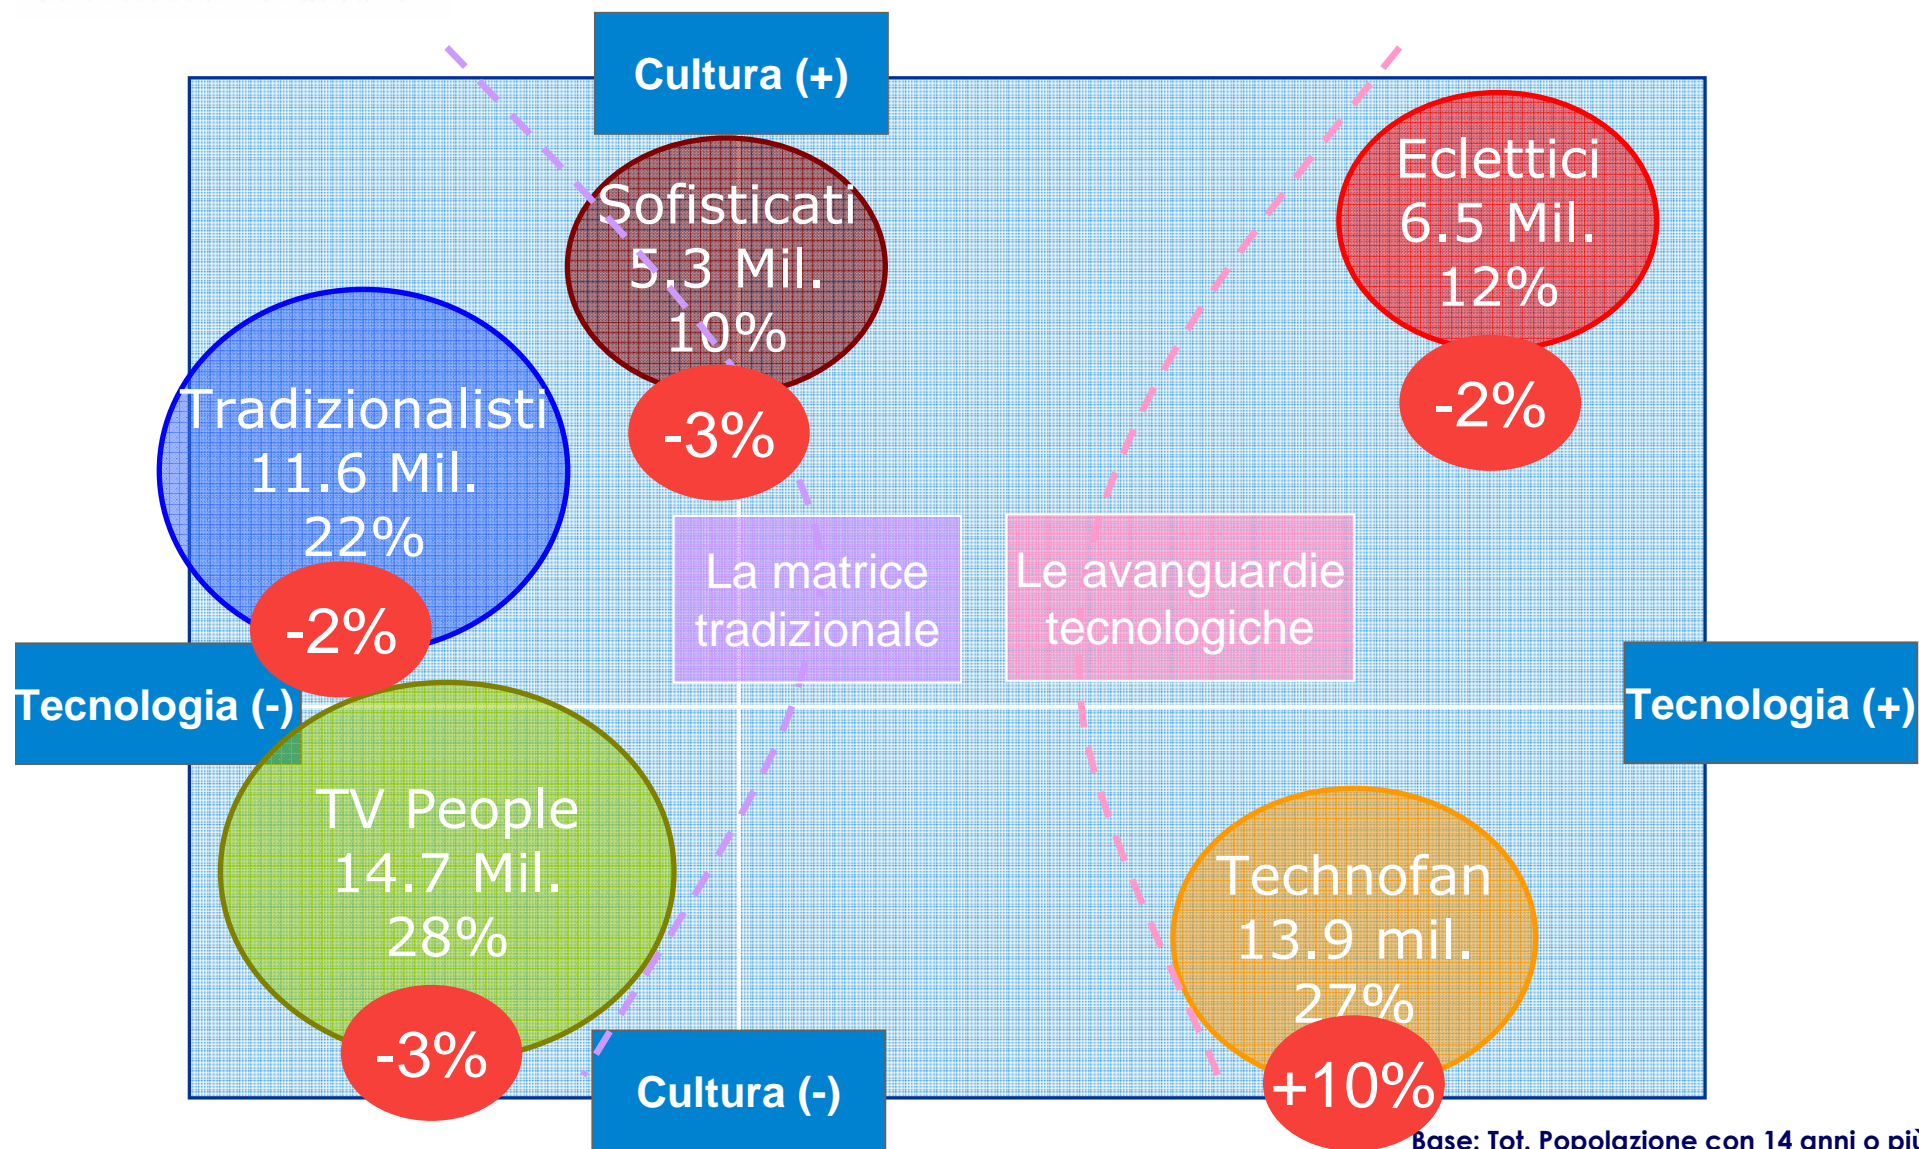 Cultura (+)
Sofisticati
5.3 Mil.
10%
-3%
Eclettici
6.5 Mil.
12%
-2%
Tradizionalisti
11.6 Mil.
22%
-2%
La matrice
tradizionale
Le avanguardie
tecnologiche
Tecnologia (-)
Tecnologia (+)
TV People
14.7 Mil.
28%
-3%
Technofan
13.9 mil.
27%
+10%
Cultura (-)
Base: Tot. Popolazione con 14 anni o più